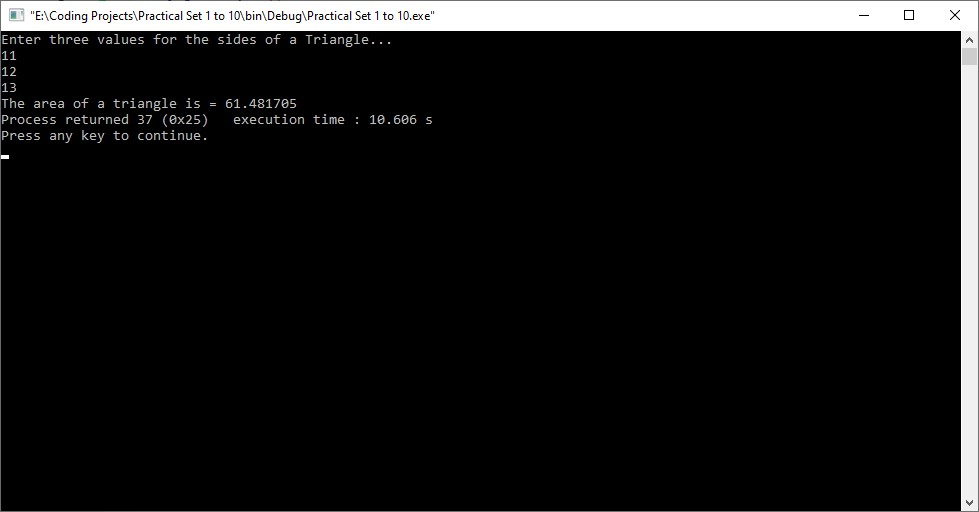 "E:\Coding Projects\Practical Set 1 to 10\bin\Debug\Practical Set 1 to 10.exe"
Enter three values for the sides of a Triangle...
11
12
13
The area of a triangle is = 61.481705
Process returned 37 (0x25)   execution time : 10.606 s
Press any key to continue.